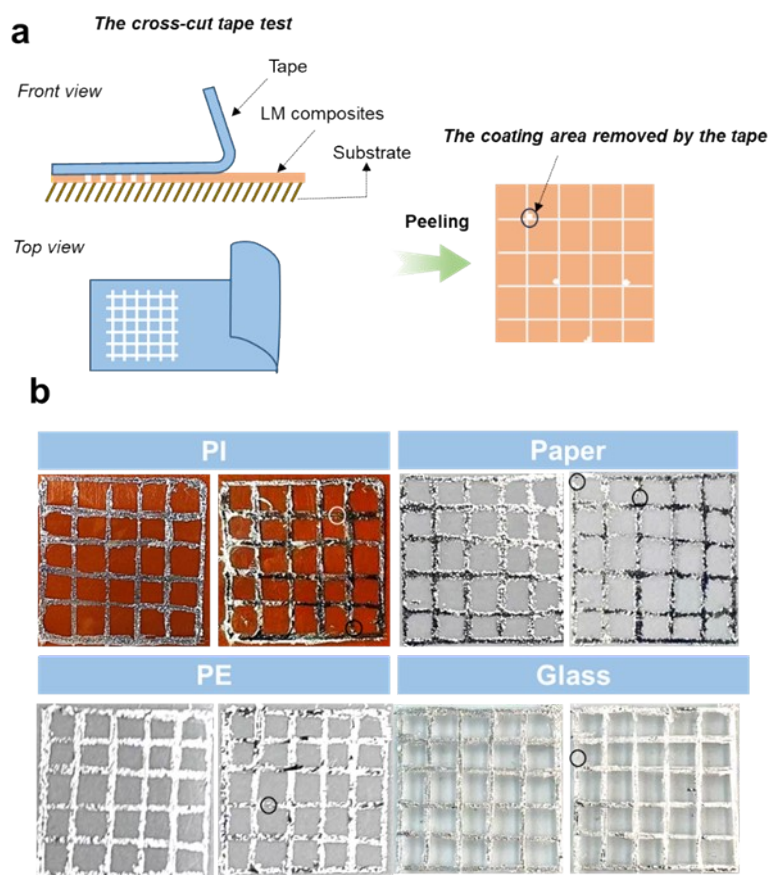 The cross-cut tape test
a
Tape
Front view
LM composites
The coating area removed by the tape
Substrate
Peeling
Top view
b
PI
Paper
PE
Glass